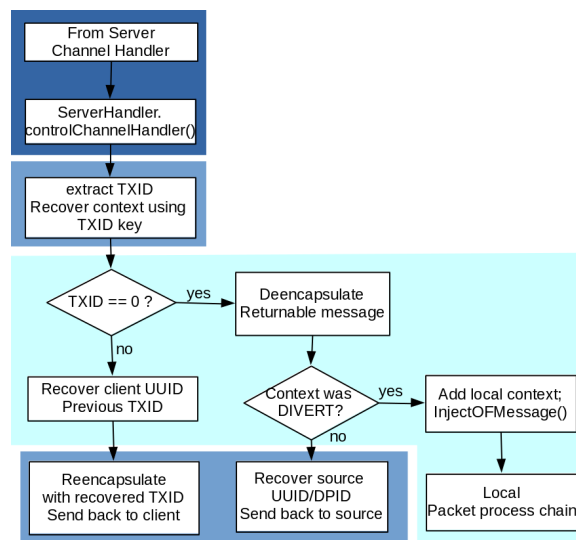 From Server
Channel Handler
ServerHandler.
controlChannelHandler()
extract TXID
Recover context using
TXID key
TXID == 0 ?
yes
Deencapsulate
Returnable message
no
Recover client UUID
Previous TXID
Context was
DIVERT?
yes
Add local context;
InjectOFMessage()
no
Reencapsulate
with recovered TXID
Send back to client
Recover source
UUID/DPID
Send back to source
Local
Packet process chain